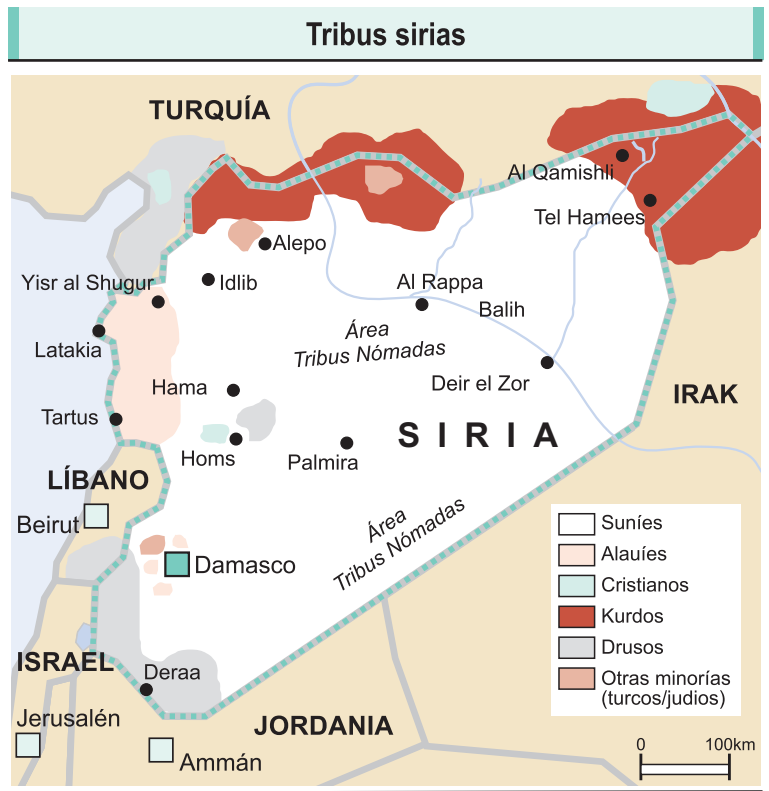 Tribus sirias
TURQUÍA
Al Qamishli
Tel Hamees
Alepo
Yisr al Shugur
Idlib
Al Rappa
Balih
Área
Tribus Nómadas
Latakia
Hama
Deir el Zor
IRAK
Tartus
SIRIA
Homs
Palmira
LÍBANO
Beirut
Área
Tribus Nómadas
Damasco
Suníes
Alauíes
Cristianos
Kurdos
Drusos
Otras minorías
(turcos/judios)
ISRAEL
Deraa
Jerusalén
JORDANIA
Ammán
0 100km